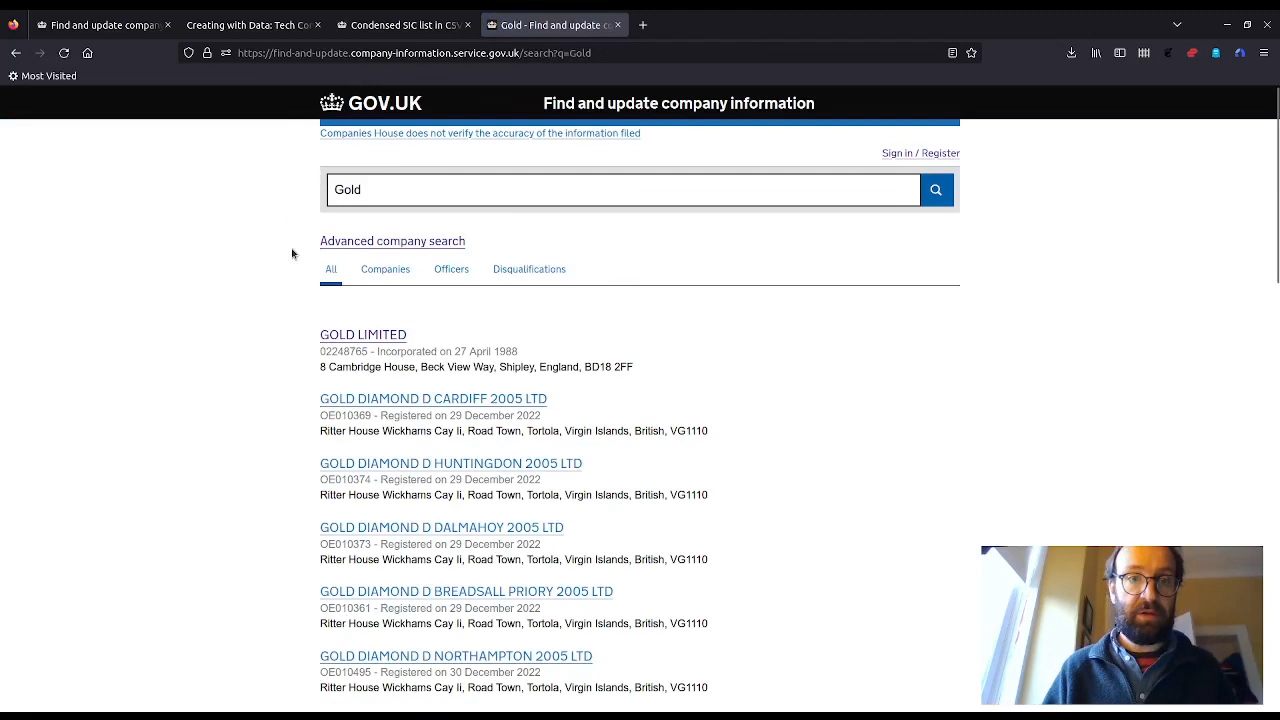 Find and update compan
Creating with Data: Tech Co
Condensed SIC list in CSV
Gold - Find and update co
https://find-and-update.company-information.service.gov.uk/search?q=Gold
Most Visited
GOV.UK
Find and update company information
Companies House does not verify the accuracy of the information filed
Sign in / Register
Gold
Advanced company search
All Companies Officers Disqualifications
GOLD LIMITED
02248765 - Incorporated on 27 April 1988
8 Cambridge House, Beck View Way, Shipley, England, BD18 2FF
GOLD DIAMOND D CARDIFF 2005 LTD
OE010369 - Registered on 29 December 2022
Ritter House Wickhams Cay Ii, Road Town, Tortola, Virgin Islands, British, VG1110
GOLD DIAMOND D HUNTINGDON 2005 LTD
OE010374 - Registered on 29 December 2022
Ritter House Wickhams Cay Ii, Road Town, Tortola, Virgin Islands, British, VG1110
GOLD DIAMOND D DALMAHOY 2005 LTD
OE010373 - Registered on 29 December 2022
Ritter House Wickhams Cay Ii, Road Town, Tortola, Virgin Islands, British, VG1110
GOLD DIAMOND D BREADSALL PRIORY 2005 LTD
OE010361 - Registered on 29 December 2022
Ritter House Wickhams Cay Ii, Road Town, Tortola, Virgin Islands, British, VG1110
GOLD DIAMOND D NORTHAMPTON 2005 LTD
OE010495 - Registered on 30 December 2022
Ritter House Wickhams Cay Ii, Road Town, Tortola, Virgin Islands, British, VG1110